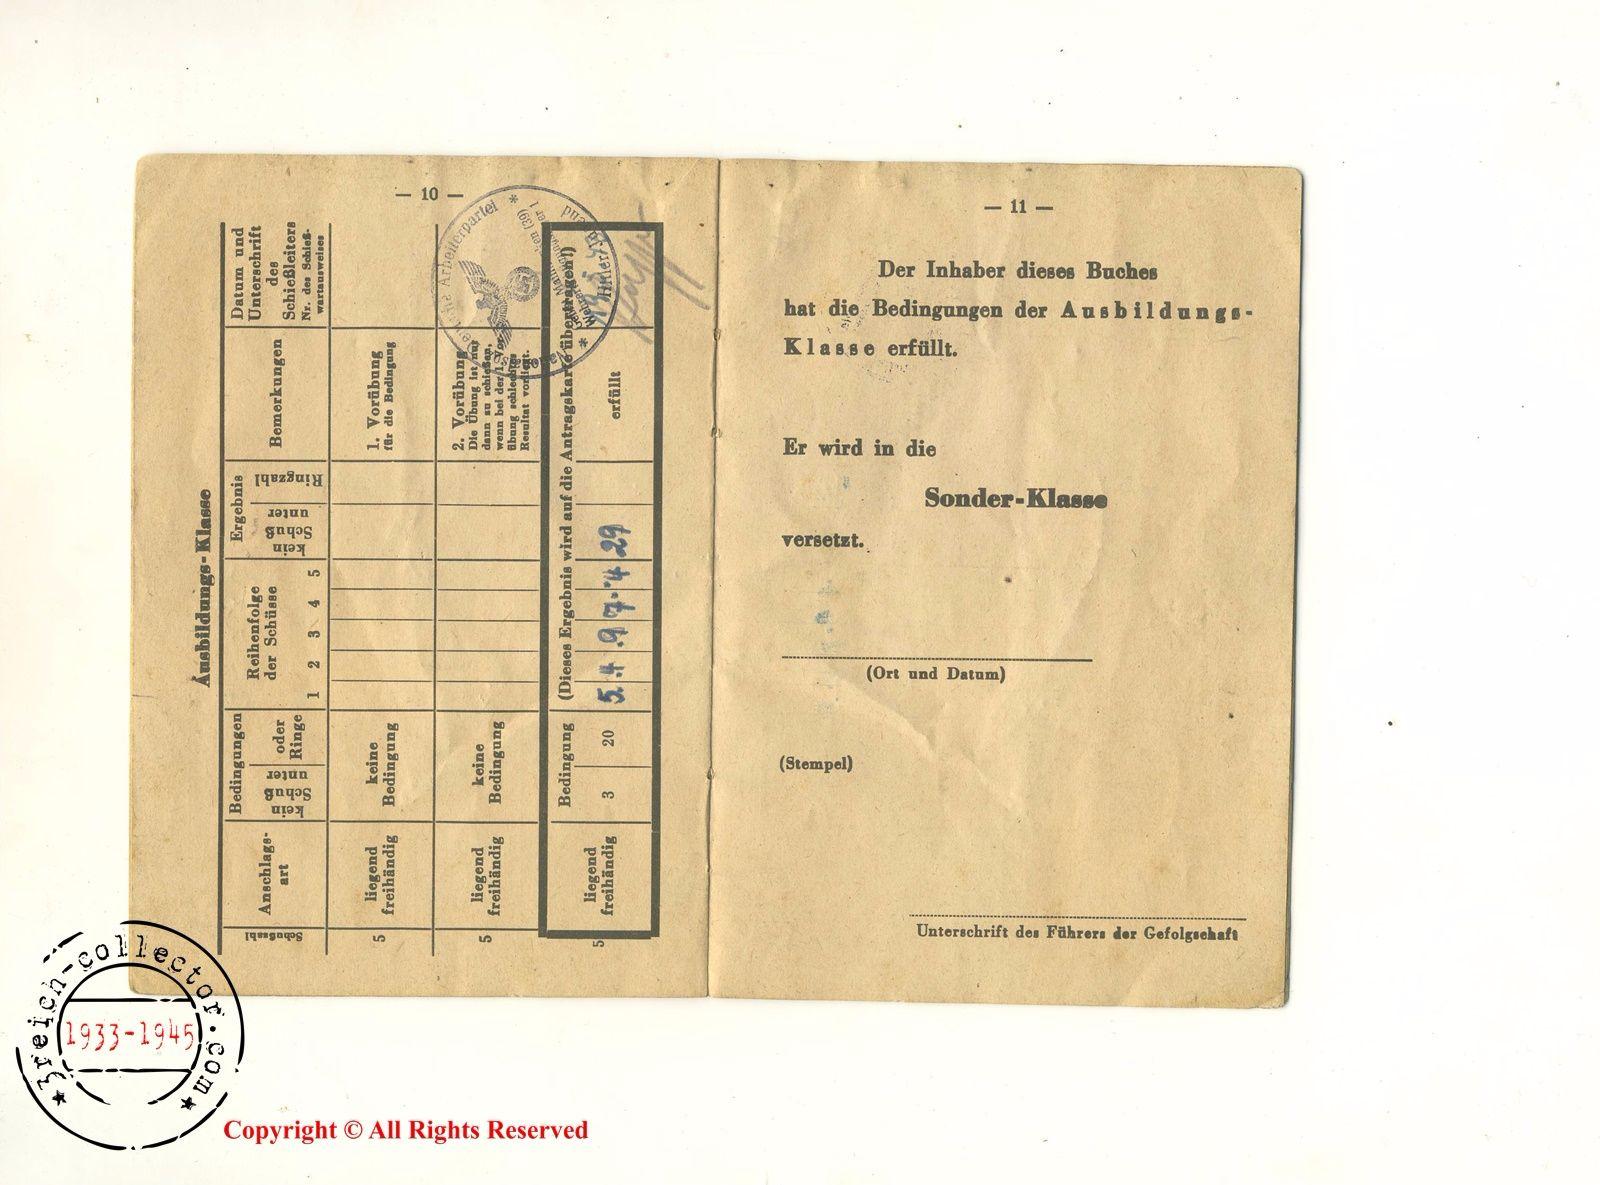 — 10 —
Ausbildungs-Klasse
Schußzahl
Anschlags-
art
Bedingungen
kein
Schuß
unter
oder
Ringe
Reihenfolge
der Schüsse
1 2 3 4 5
Ergebnis
kein
Schuß
unter
Ringzahl
Bemerkungen
Datum und
Unterschrift
des
Schießleiters
Nr. des Schieß-
wartausweises
5
liegend
freihändig
keine
Bedingung
1. Vorübung
für die Bedingung
5
liegend
freihändig
keine
Bedingung
2. Vorübung
Die Übung ist nur
dann zu schießen,
wenn bei der 1. Vor-
übung schlechtes
Resultat vorliegt.
5
liegend
freihändig
Bedingung
3 20
(Dieses Ergebnis wird auf die Antragskarte übertragen!)
5. 4. 9 7. 4 29
erfüllt
Arbeiterpartei
(39)
— 11 —
Der Inhaber dieses Buches
hat die Bedingungen der Ausbildungs-
Klasse erfüllt.
Er wird in die
Sonder-Klasse
versetzt.
(Ort und Datum)
(Stempel)
Unterschrift des Führers der Gefolgschaft
3reich-collector.com
1933-1945
Copyright © All Rights Reserved